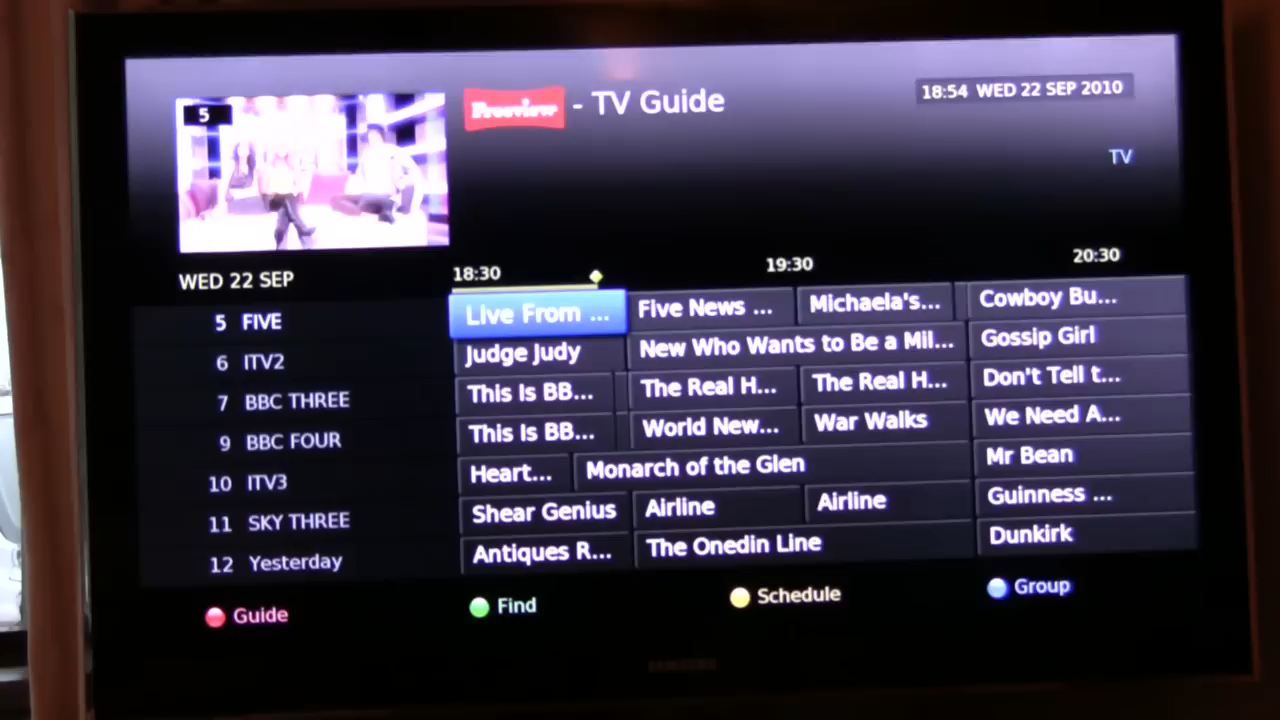 5
Freeview - TV Guide
18:54 WED 22 SEP 2010
TV
WED 22 SEP 18:30 19:30 20:30
5 FIVE Live From ... Five News ... Michaela's... Cowboy Bu...
6 ITV2 Judge Judy New Who Wants to Be a Mil... Gossip Girl
7 BBC THREE This Is BB... The Real H... The Real H... Don't Tell t...
9 BBC FOUR This Is BB... World New... War Walks We Need A...
10 ITV3 Heart... Monarch of the Glen Mr Bean
11 SKY THREE Shear Genius Airline Airline Guinness ...
12 Yesterday Antiques R... The Onedin Line Dunkirk
Guide Find Schedule Group
SAMSUNG